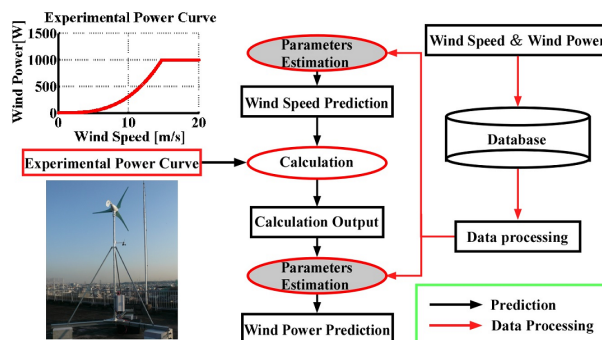 Experimental Power Curve
Wind Power[W]
1500
1000
500
0
0
5
10
15
20
Wind Speed [m/s]
Experimental Power Curve
Parameters
Estimation
Wind Speed Prediction
Calculation
Calculation Output
Parameters
Estimation
Wind Power Prediction
Wind Speed & Wind Power
Database
Data processing
Prediction
Data Processing